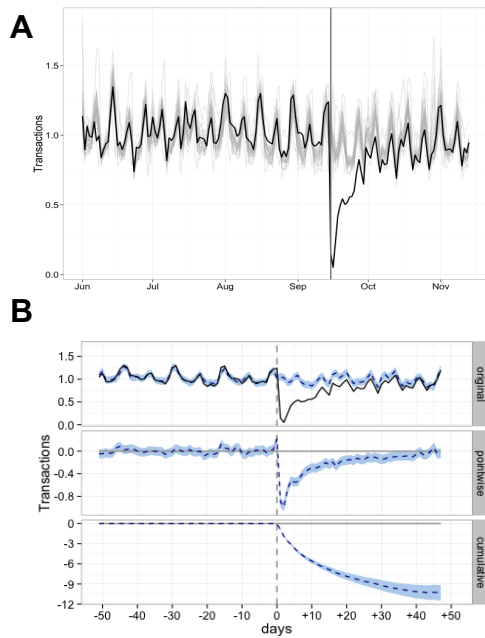 A
1.5
1.0
0.5
0.0
Transactions
Jun Jul Aug Sep Oct Nov
B
Transactions
1.5
1.0
0.5
0.0
original
0.0
-0.4
-0.8
pointwise
0
-3
-6
-9
-12
cumulative
-50 -40 -30 -20 -10 0 +10 +20 +30 +40 +50
days